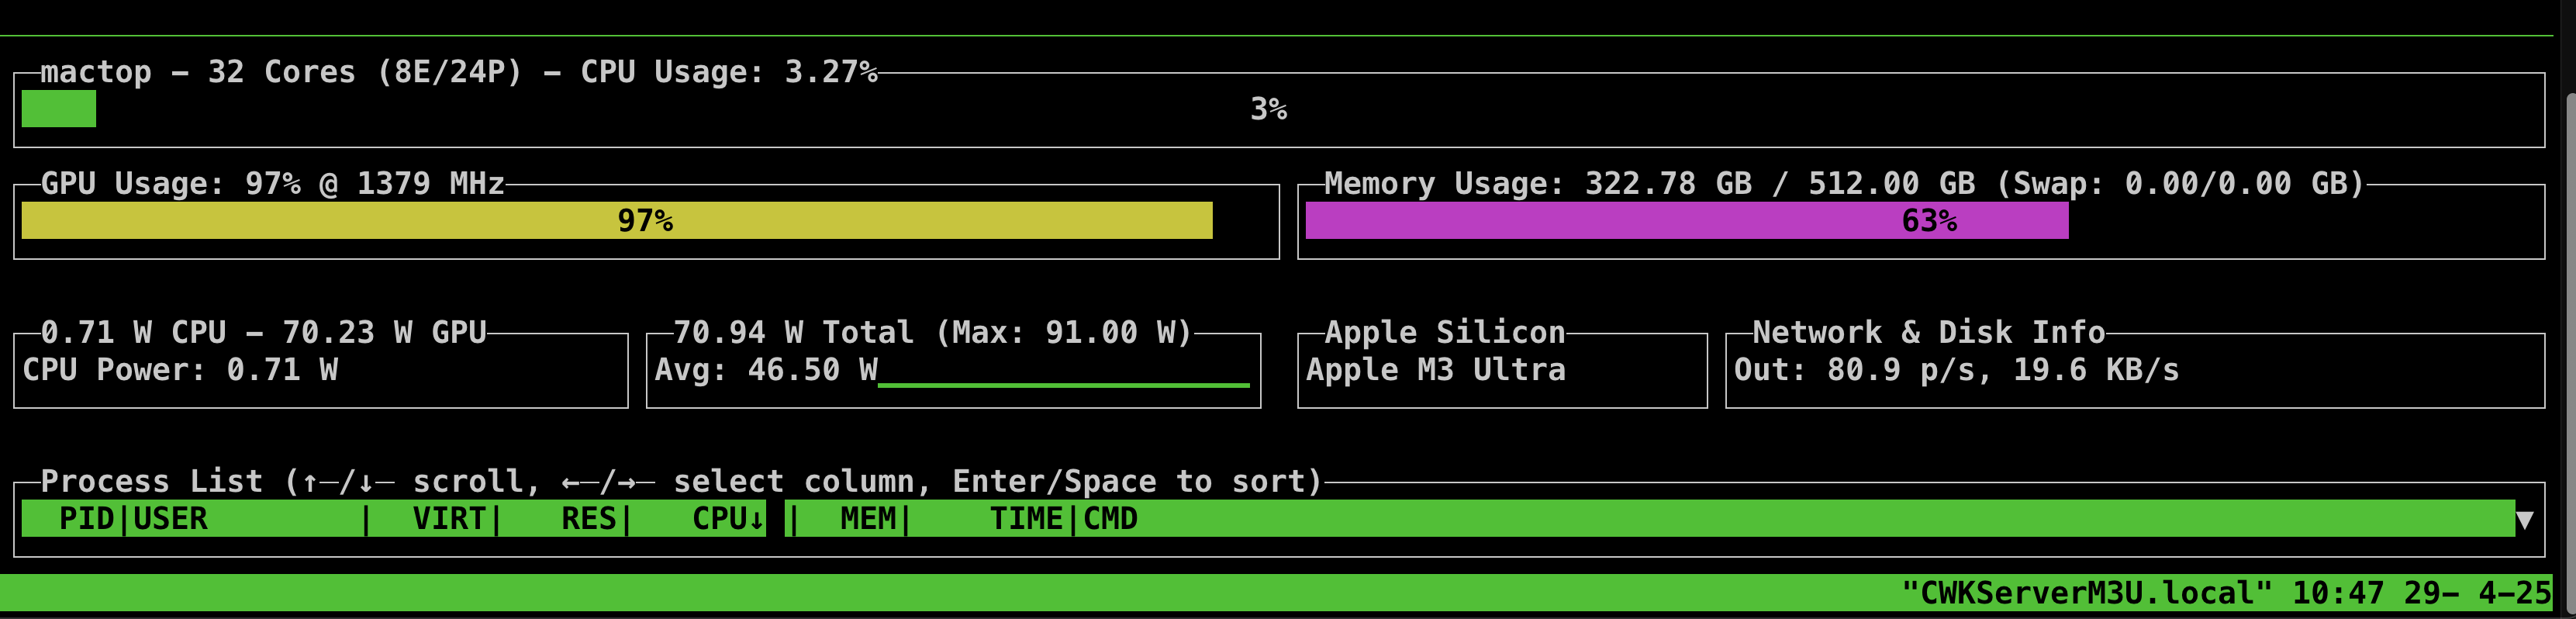 mactop – 32 Cores (8E/24P) – CPU Usage: 3.27%
3%
GPU Usage: 97% @ 1379 MHz
97%
Memory Usage: 322.78 GB / 512.00 GB (Swap: 0.00/0.00 GB)
63%
0.71 W CPU – 70.23 W GPU
CPU Power: 0.71 W
70.94 W Total (Max: 91.00 W)
Avg: 46.50 W
Apple Silicon
Apple M3 Ultra
Network & Disk Info
Out: 80.9 p/s, 19.6 KB/s
Process List (↑—/↓— scroll, ←—/→— select column, Enter/Space to sort)
PID|USER | VIRT| RES| CPU↓ | MEM| TIME|CMD ▼
"CWKServerM3U.local" 10:47 29– 4–25